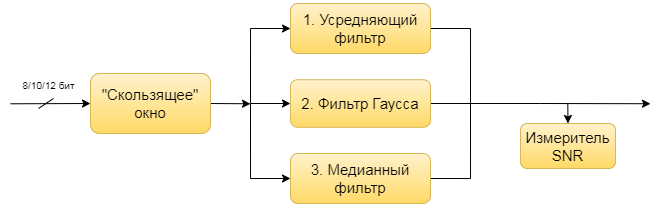 1. Усредняющий
фильтр
8/10/12 бит
"Скользящее"
окно
2. Фильтр Гаусса
Измеритель
SNR
3. Медианный
фильтр